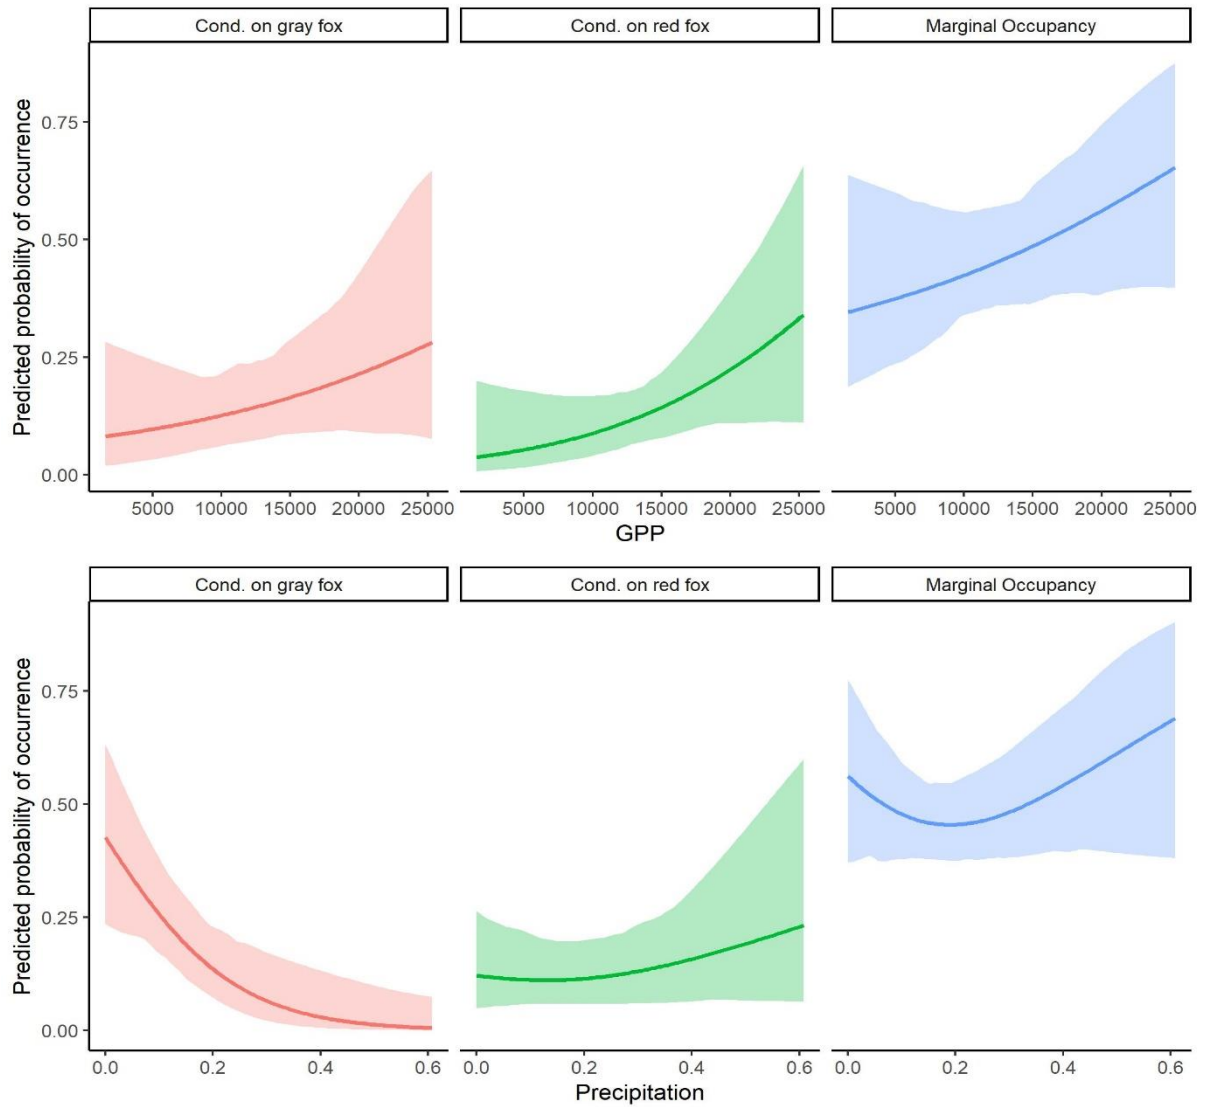 Cond. on gray fox Cond. on red fox Marginal Occupancy
Predicted probability of occurrence
0.75
0.50
0.25
0.00
5000 10000 15000 20000 25000 5000 10000 15000 20000 25000 5000 10000 15000 20000 25000
GPP
Cond. on gray fox Cond. on red fox Marginal Occupancy
Predicted probability of occurrence
0.75
0.50
0.25
0.00
0.0 0.2 0.4 0.6 0.0 0.2 0.4 0.6 0.0 0.2 0.4 0.6
Precipitation